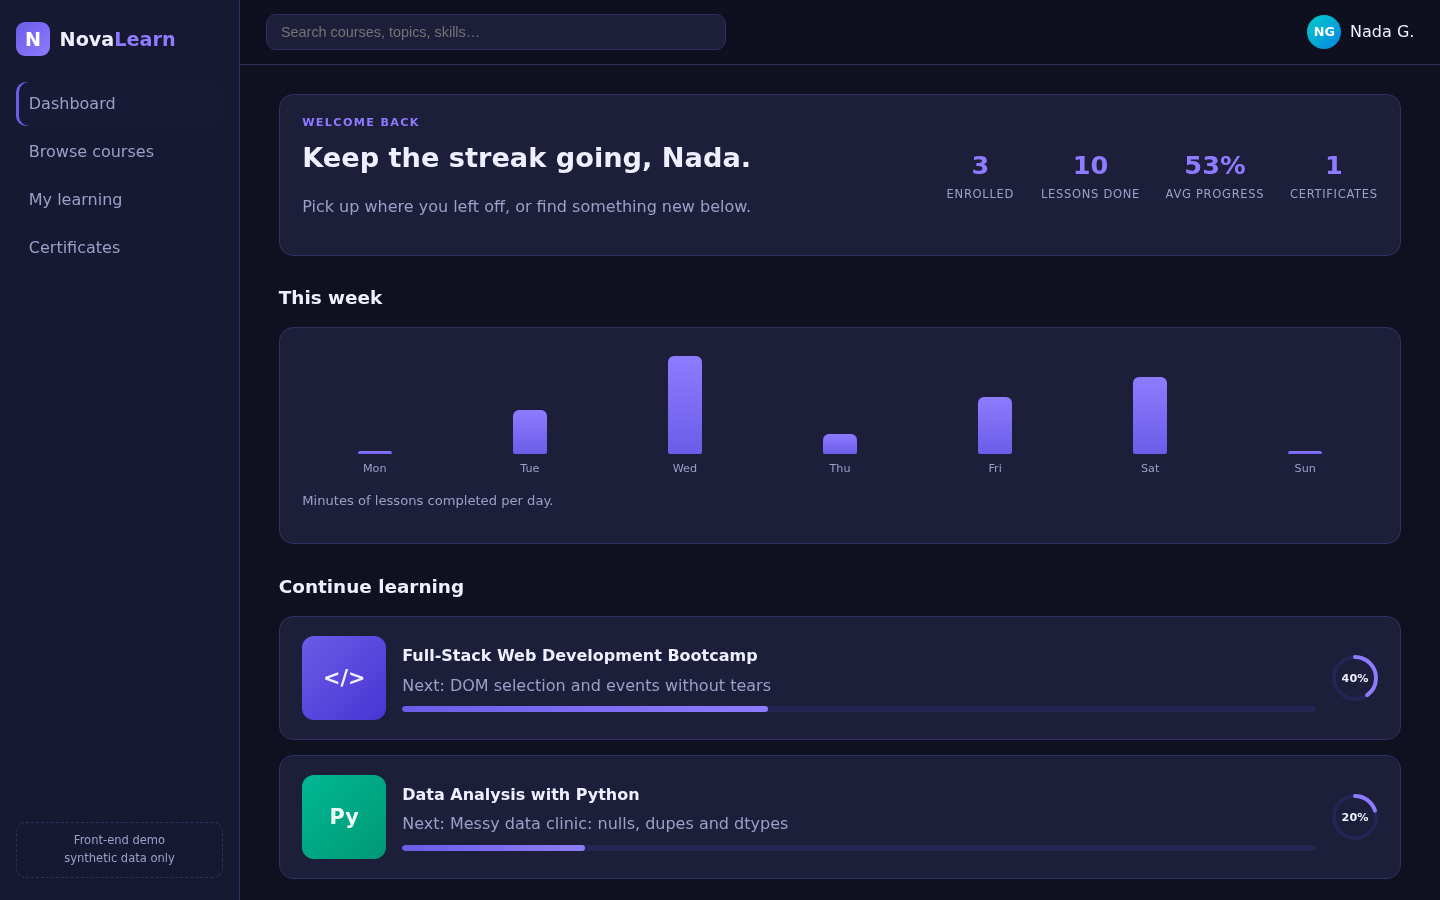 N NovaLearn
Dashboard
Browse courses
My learning
Certificates
Front-end demo
synthetic data only
Search courses, topics, skills…
NG Nada G.
WELCOME BACK
Keep the streak going, Nada.
Pick up where you left off, or find something new below.
3 10 53% 1
ENROLLED LESSONS DONE AVG PROGRESS CERTIFICATES
This week
Mon Tue Wed Thu Fri Sat Sun
Minutes of lessons completed per day.
Continue learning
</>
Full-Stack Web Development Bootcamp
Next: DOM selection and events without tears
40%
Py
Data Analysis with Python
Next: Messy data clinic: nulls, dupes and dtypes
20%